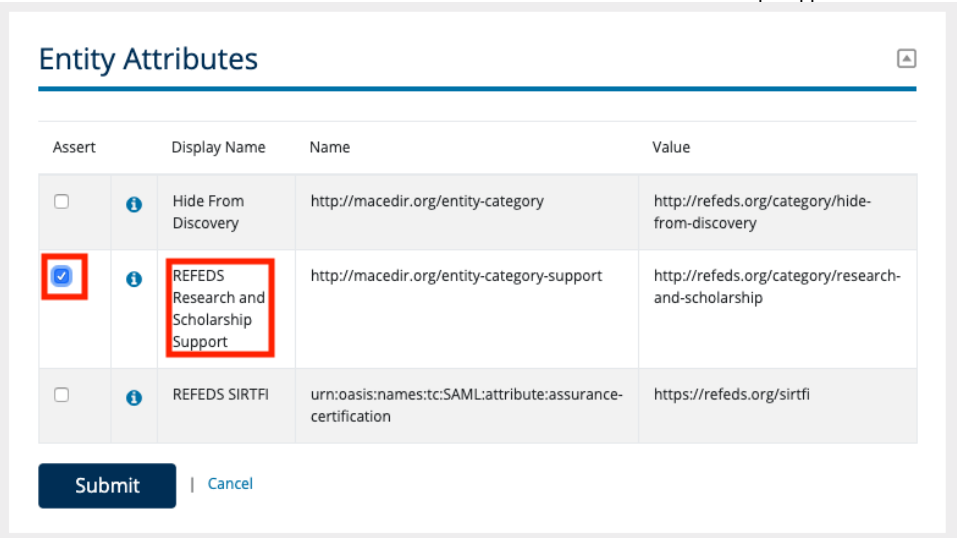 Entity Attributes
Assert Display Name Name Value
Hide From http://macedir.org/entity-category http://refeds.org/category/hide-
Discovery from-discovery
REFEDS http://macedir.org/entity-category-support http://refeds.org/category/research-
Research and and-scholarship
Scholarship
Support
REFEDS SIRTFI urn:oasis:names:tc:SAML:attribute:assurance- https://refeds.org/sirtfi
certification
Submit | Cancel